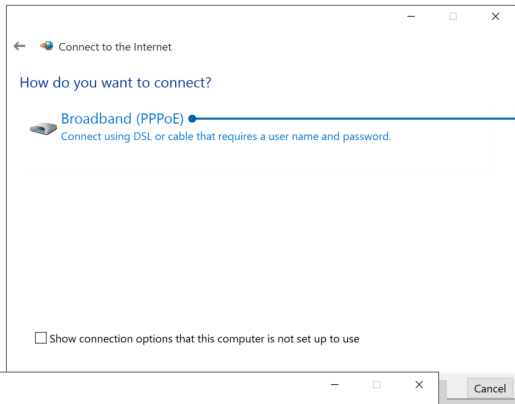 Connect to the Internet
How do you want to connect?
Broadband (PPPoE)
Connect using DSL or cable that requires a user name and password.
Show connection options that this computer is not set up to use
Cancel